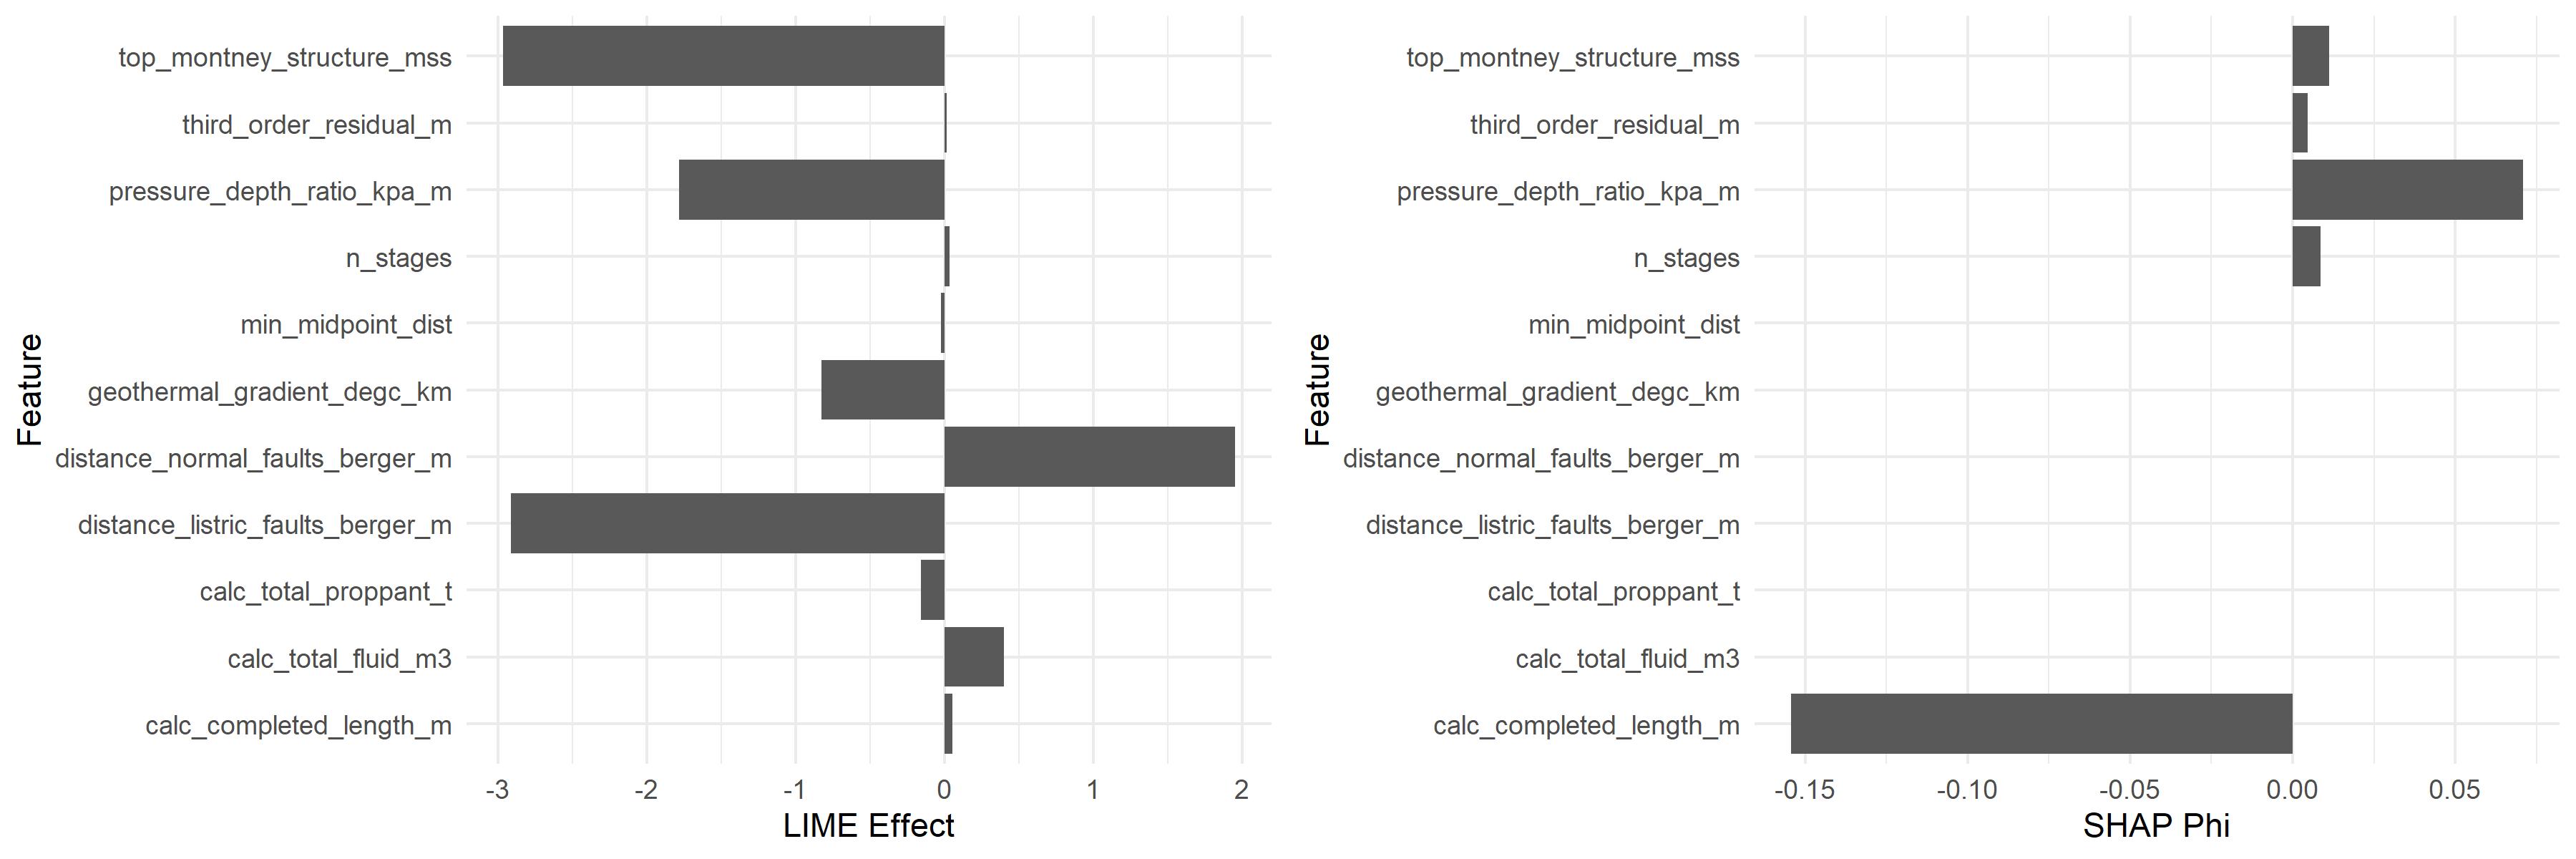 Feature
top_montney_structure_mss
third_order_residual_m
pressure_depth_ratio_kpa_m
n_stages
min_midpoint_dist
geothermal_gradient_degc_km
distance_normal_faults_berger_m
distance_listric_faults_berger_m
calc_total_proppant_t
calc_total_fluid_m3
calc_completed_length_m
-3 -2 -1 0 1 2
LIME Effect
Feature
top_montney_structure_mss
third_order_residual_m
pressure_depth_ratio_kpa_m
n_stages
min_midpoint_dist
geothermal_gradient_degc_km
distance_normal_faults_berger_m
distance_listric_faults_berger_m
calc_total_proppant_t
calc_total_fluid_m3
calc_completed_length_m
-0.15 -0.10 -0.05 0.00 0.05
SHAP Phi